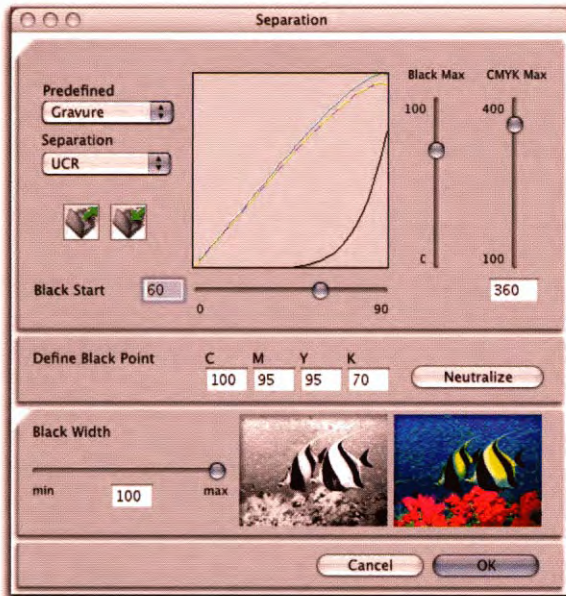 Separation
Predefined
Gravure
Separation
UCR
Black Max CMYK Max
100 400
C 100
360
Black Start 60
0 90
Define Black Point
C M Y K
100 95 95 70
Neutralize
Black Width
min 100 max
Cancel OK